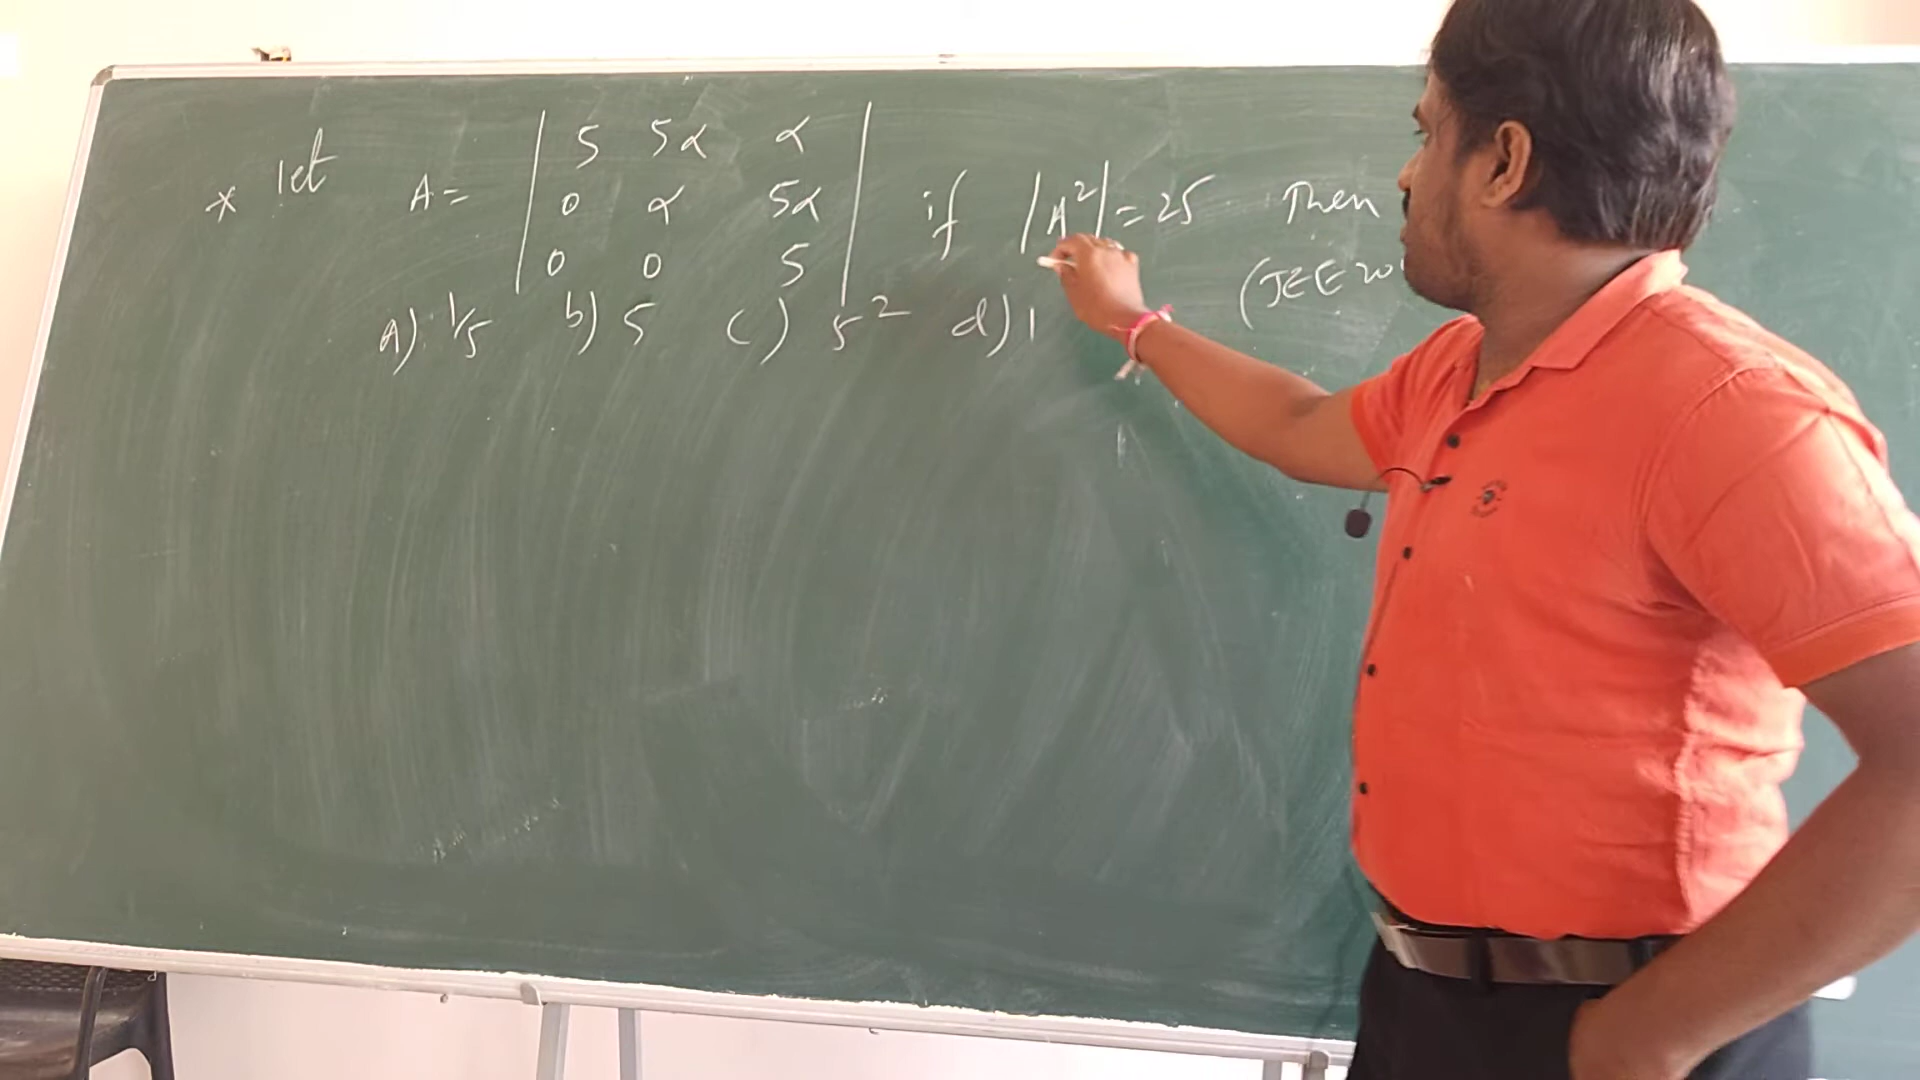 * let A = | 5 5α α |
| 0 α 5α | if |A²| = 25 Then
| 0 0 5 | (JEE 20
A) 1/5 b) 5 c) 5² d) 1